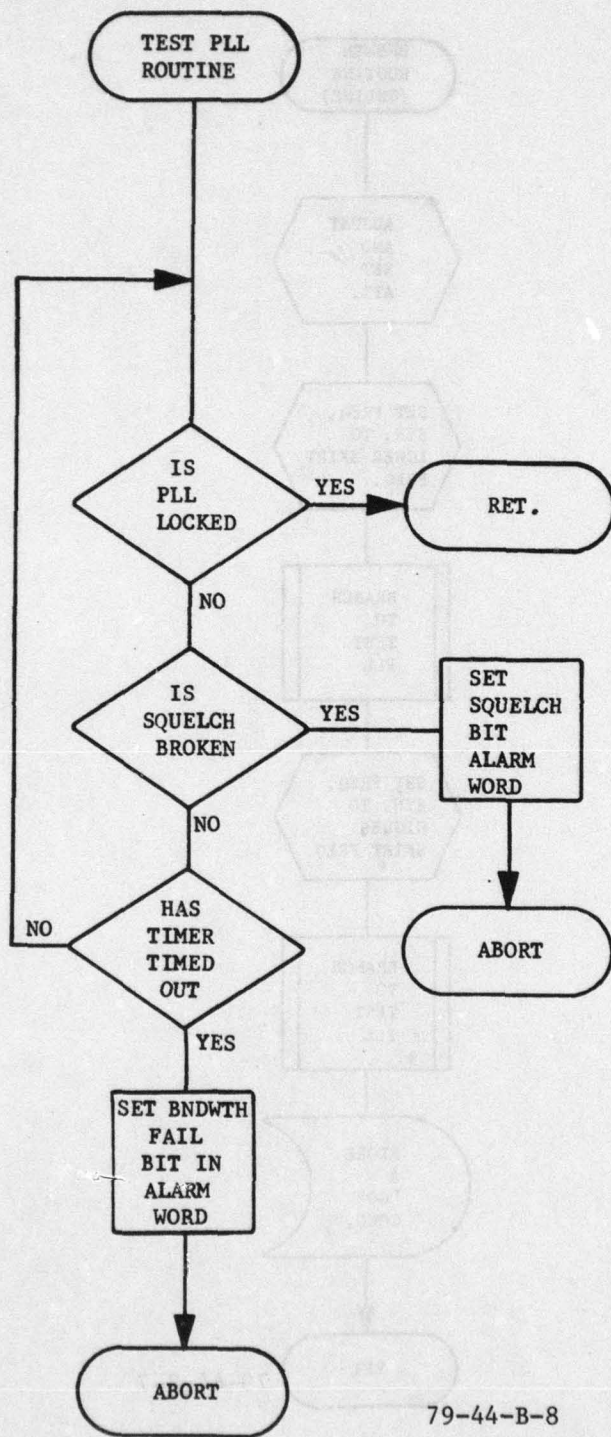 TEST PLL
ROUTINE
IS
PLL
LOCKED
YES
RET.
NO
IS
SQUELCH
BROKEN
YES
SET
SQUELCH
BIT
ALARM
WORD
NO
ABORT
HAS
TIMER
TIMED
OUT
NO
YES
SET BNDWTH
FAIL
BIT IN
ALARM
WORD
ABORT
79-44-B-8